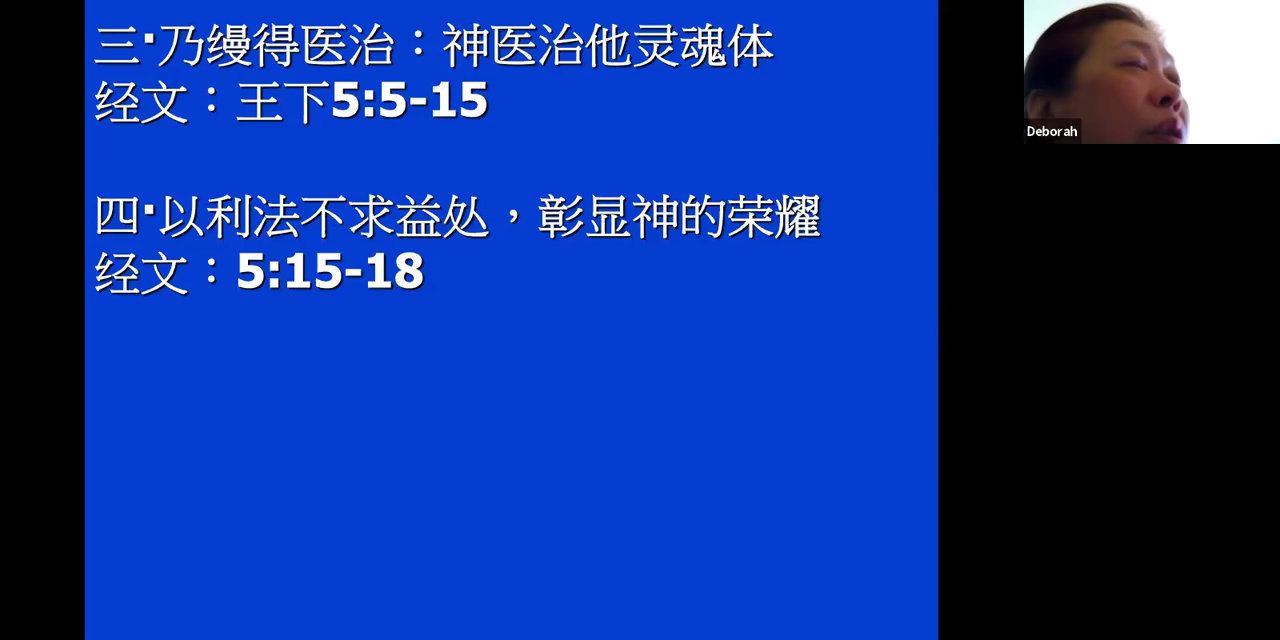 三▪乃缦得医治：神医治他灵魂体
经文：王下5:5-15
四▪以利法不求益处，彰显神的荣耀
经文：5:15-18
Deborah